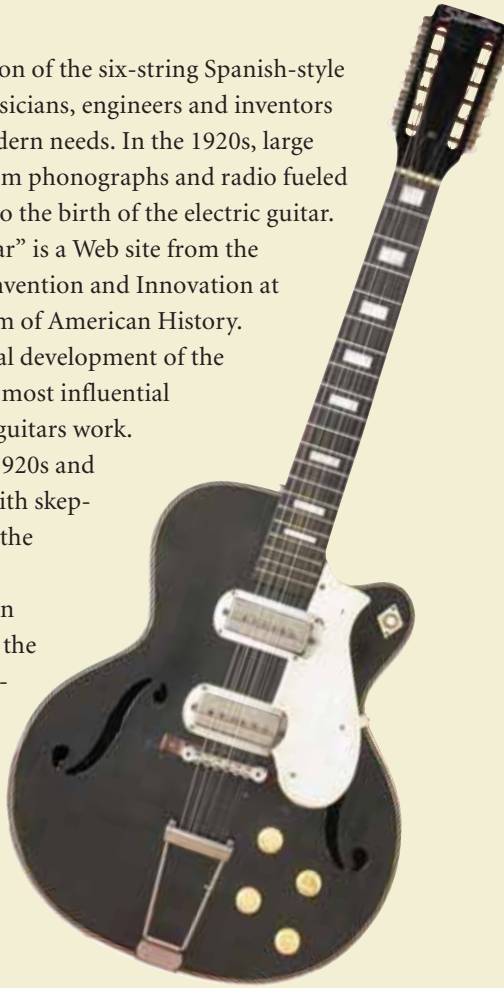 on of the six-string Spanish-style
sicians, engineers and inventors
dern needs. In the 1920s, large
m phonographs and radio fueled
o the birth of the electric guitar.
ar” is a Web site from the
nvention and Innovation at
m of American History.
al development of the
most influential
guitars work.
920s and
ith skep-
the
n
the
-